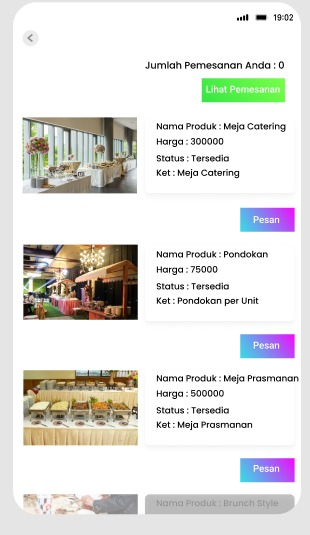 19:02
Jumlah Pemesanan Anda : 0
Lihat Pemesanan
Nama Produk : Meja Catering
Harga : 300000
Status : Tersedia
Ket : Meja Catering
Pesan
Nama Produk : Pondokan
Harga : 75000
Status : Tersedia
Ket : Pondokan per Unit
Pesan
Nama Produk : Meja Prasmanan
Harga : 500000
Status : Tersedia
Ket : Meja Prasmanan
Pesan
Nama Produk : Brunch Style